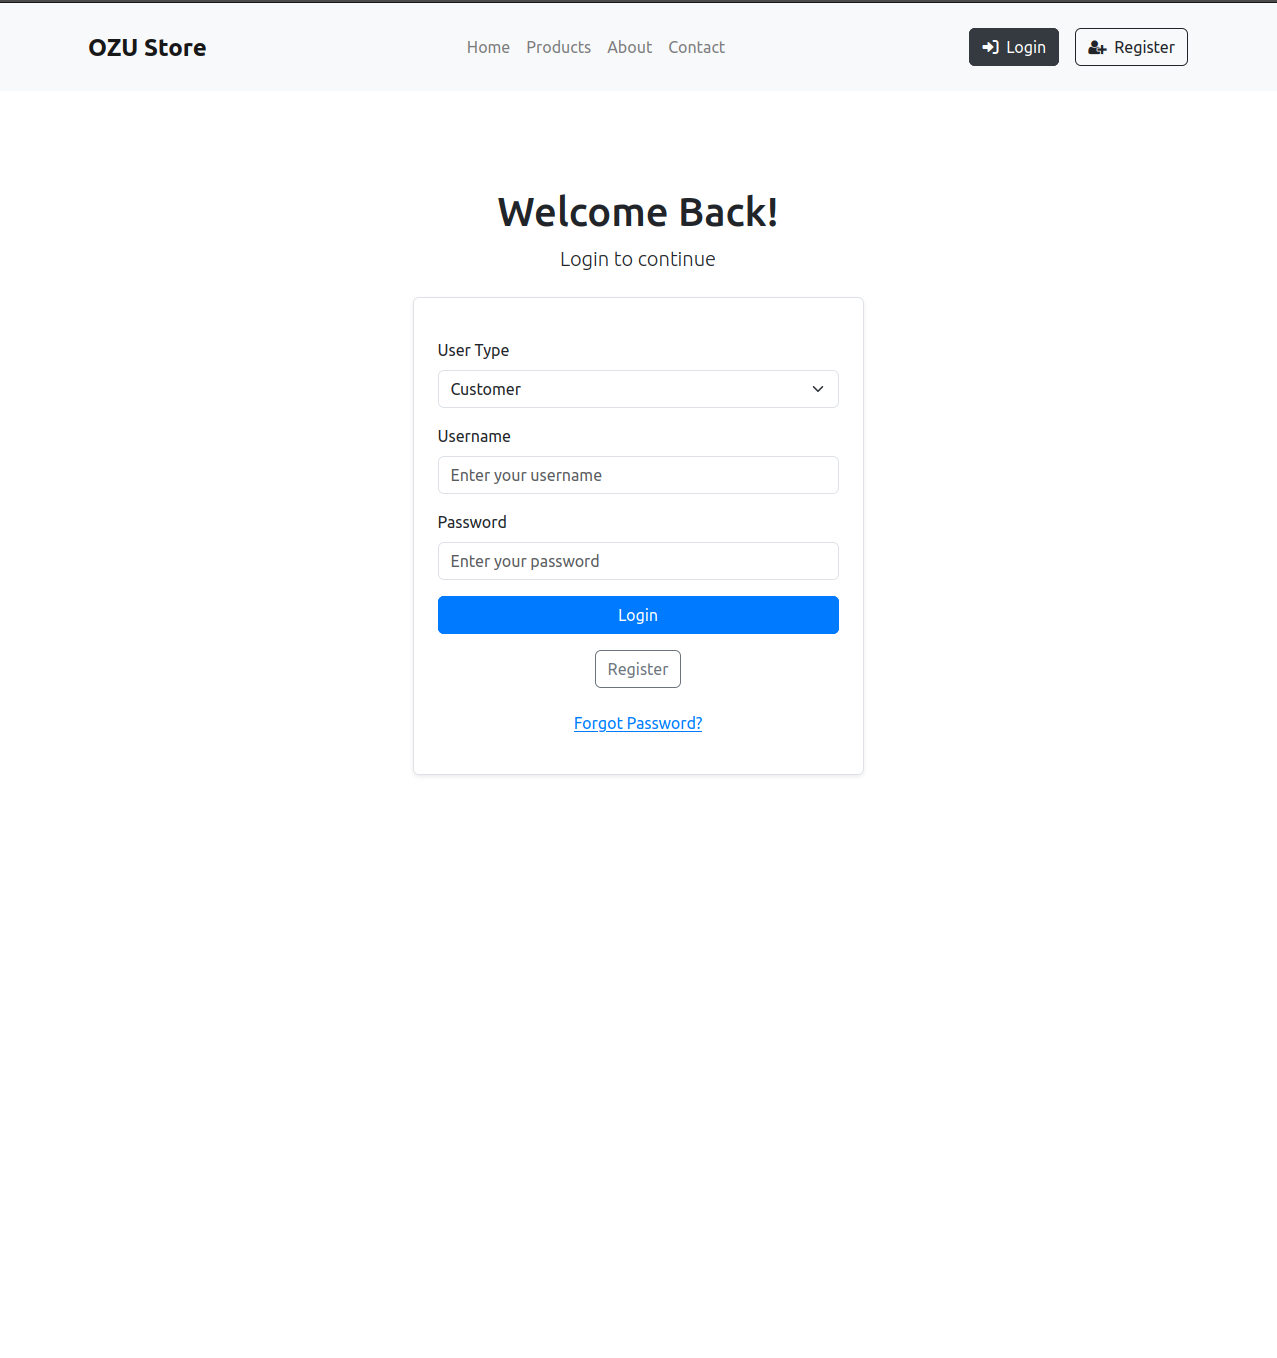 OZU Store
Home Products About Contact
Login
Register
Welcome Back!
Login to continue
User Type
Customer
Username
Enter your username
Password
Enter your password
Login
Register
Forgot Password?